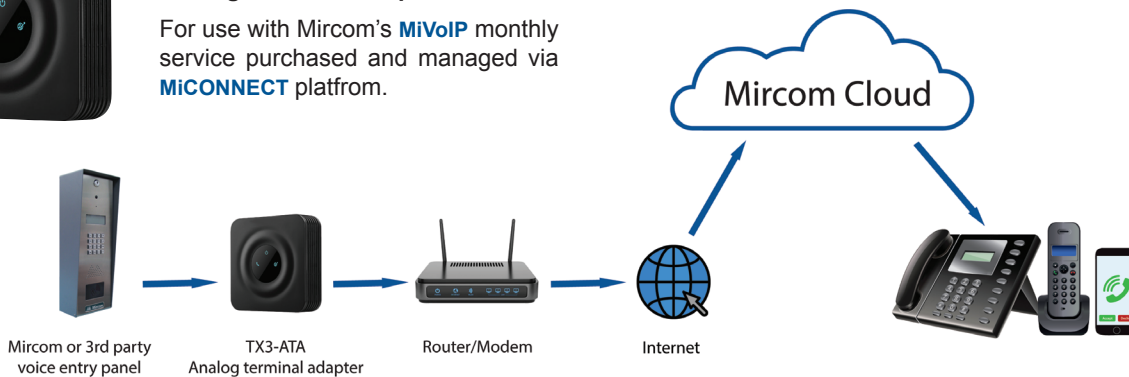 For use with Mircom’s MiVoIP monthly
service purchased and managed via
MiCONNECT platfrom.
Mircom Cloud
Mircom or 3rd party
voice entry panel
TX3-ATA
Analog terminal adapter
Router/Modem
Internet